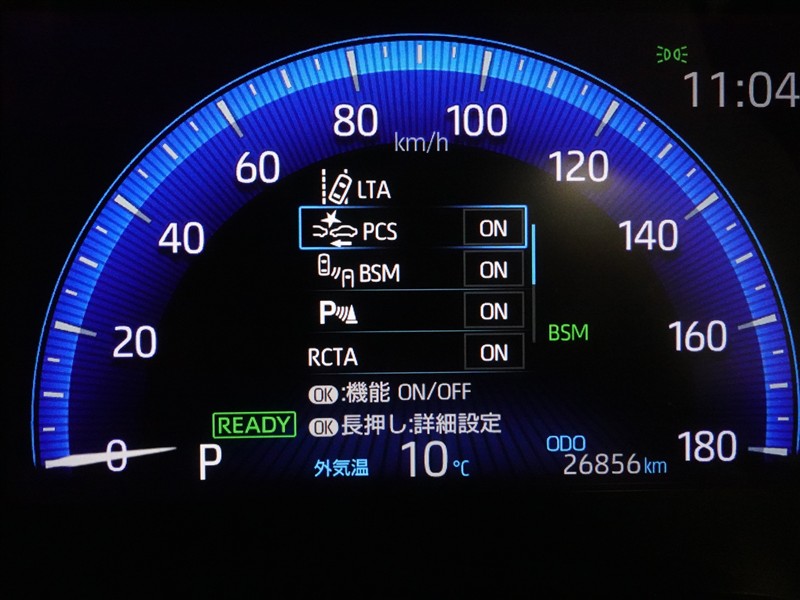 11:04
80 100
km/h
60 120
LTA
PCS ON
40 140
BSM ON
P ON
BSM
20 160
RCTA ON
OK:機能 ON/OFF
READY OK長押し:詳細設定
0 P 外気温 10℃ ODO 26856km 180